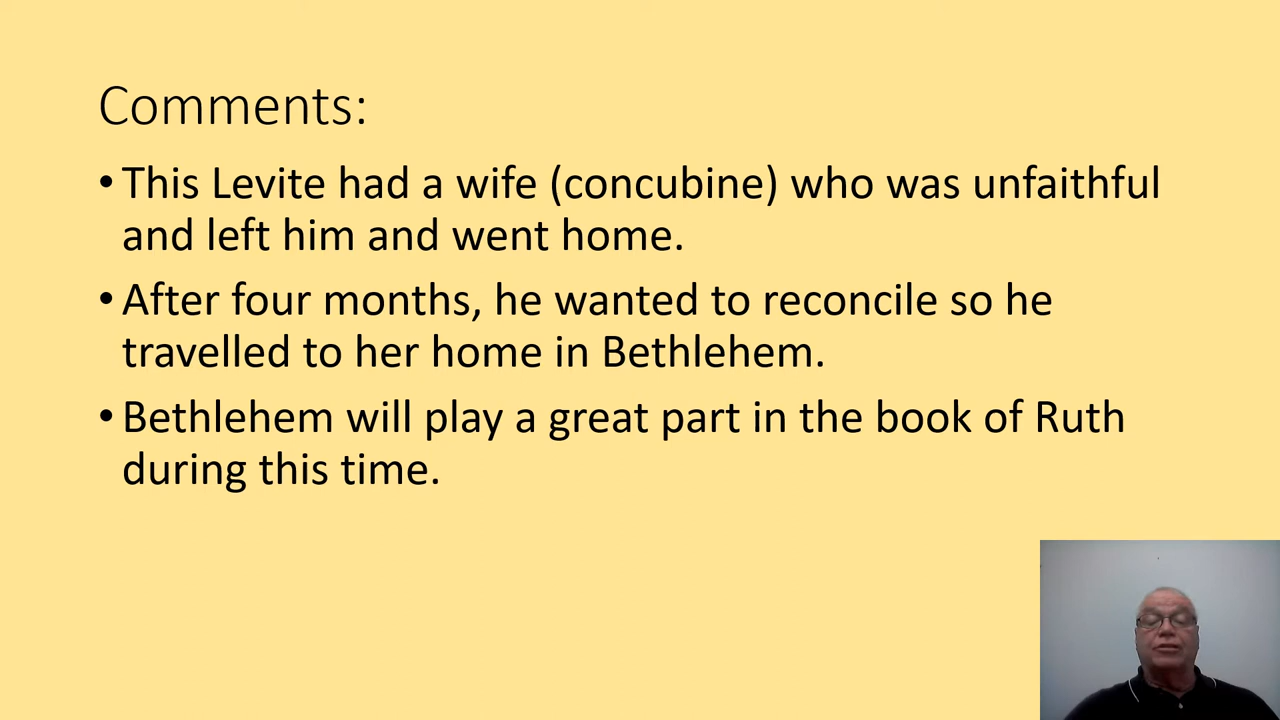 Comments:
•This Levite had a wife (concubine) who was unfaithful
and left him and went home.
•After four months, he wanted to reconcile so he
travelled to her home in Bethlehem.
•Bethlehem will play a great part in the book of Ruth
during this time.